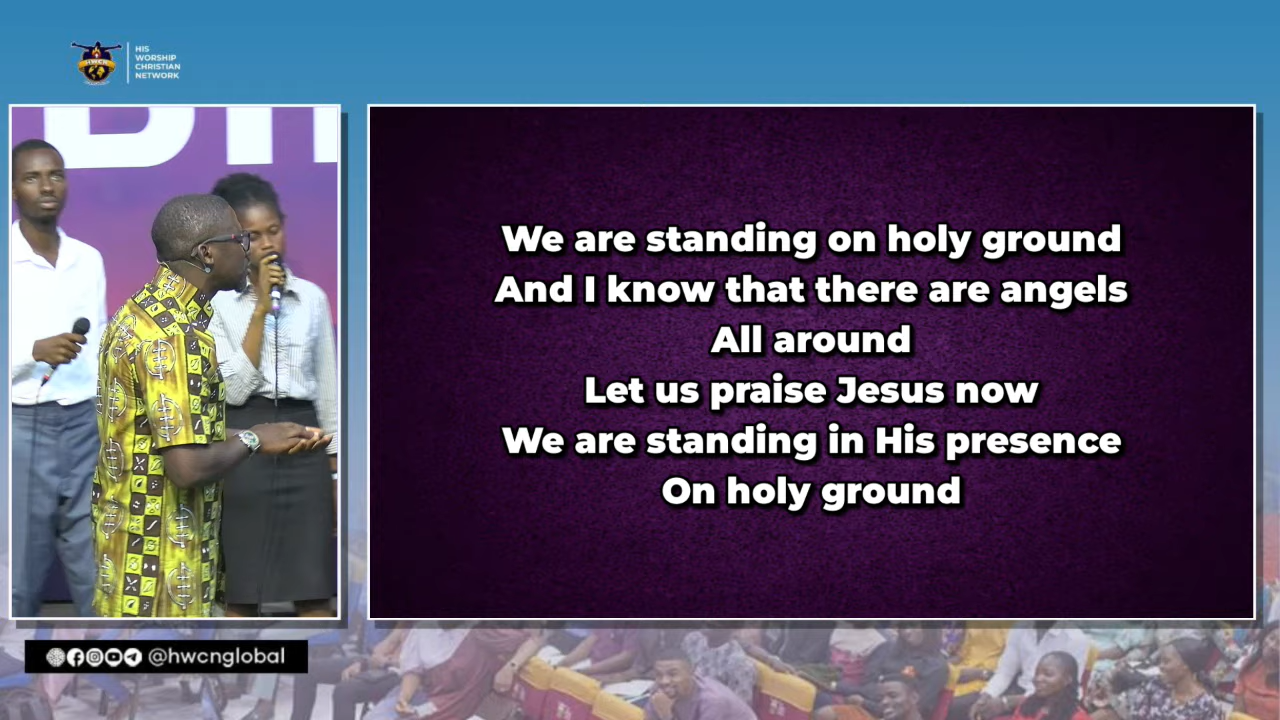 HIS
WORSHIP
CHRISTIAN
NETWORK
We are standing on holy ground
And I know that there are angels
All around
Let us praise Jesus now
We are standing in His presence
On holy ground
@hwcnglobal